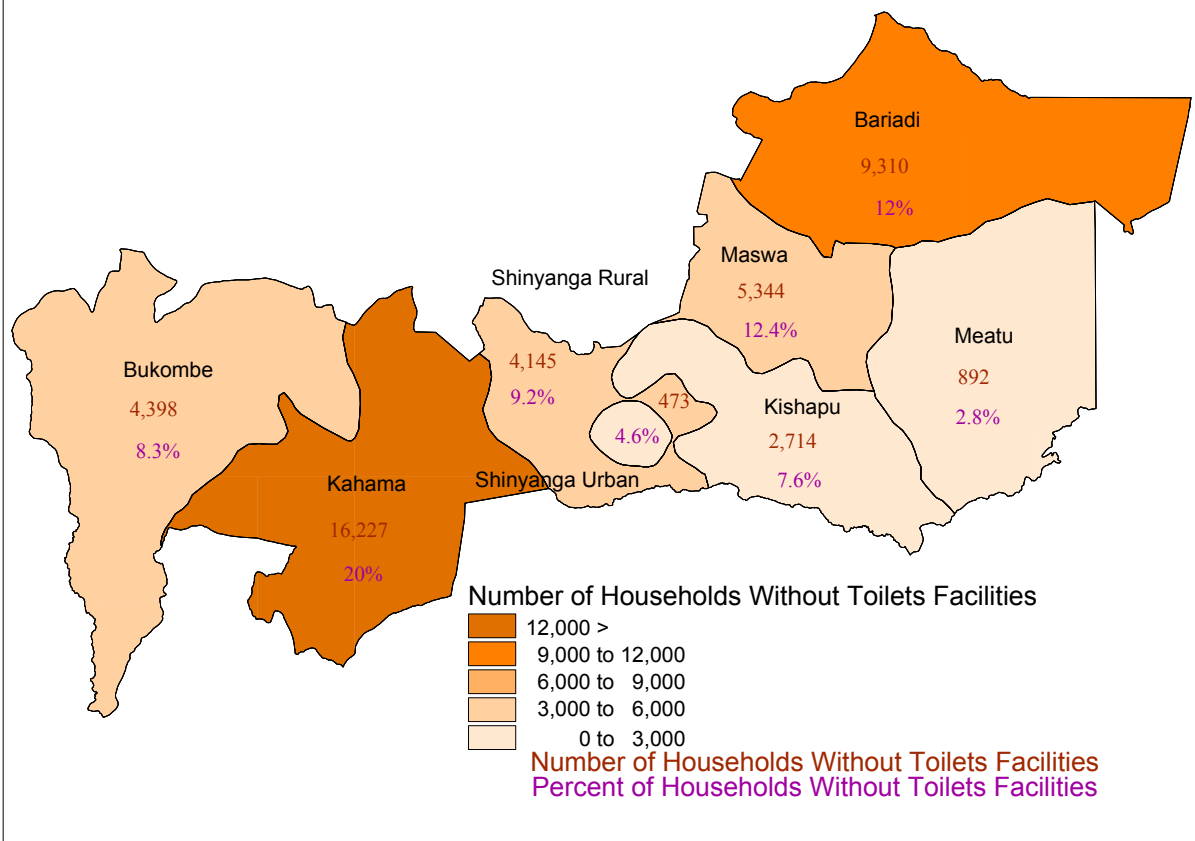 Bariadi
9,310
12%
Maswa
5,344
12.4%
Shinyanga Rural
4,145
9.2%
Meatu
892
2.8%
Bukombe
4,398
8.3%
Kishapu
2,714
7.6%
473
4.6%
Shinyanga Urban
Kahama
16,227
20%
Number of Households Without Toilets Facilities
12,000 >
9,000 to 12,000
6,000 to 9,000
3,000 to 6,000
0 to 3,000
Number of Households Without Toilets Facilities
Percent of Households Without Toilets Facilities